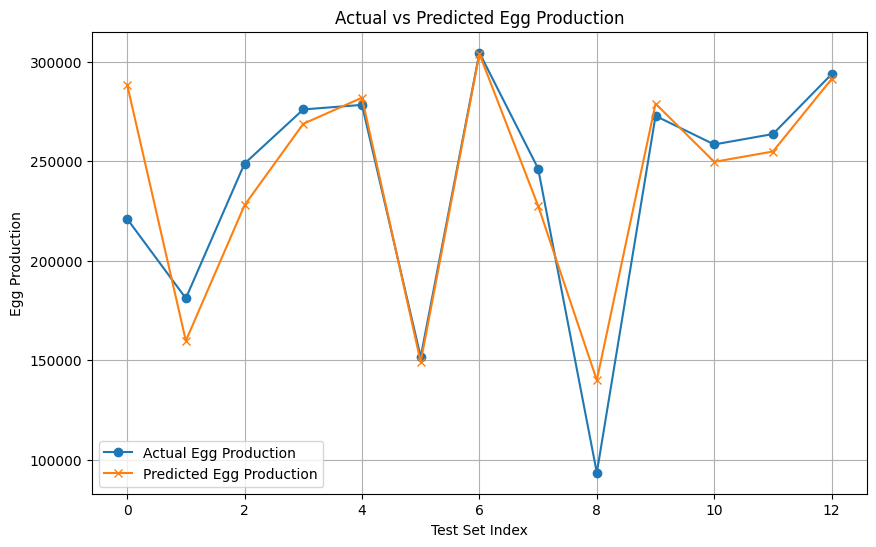 Actual vs Predicted Egg Production
300000
250000
200000
150000
100000
Egg Production
Actual Egg Production
Predicted Egg Production
0 2 4 6 8 10 12
Test Set Index